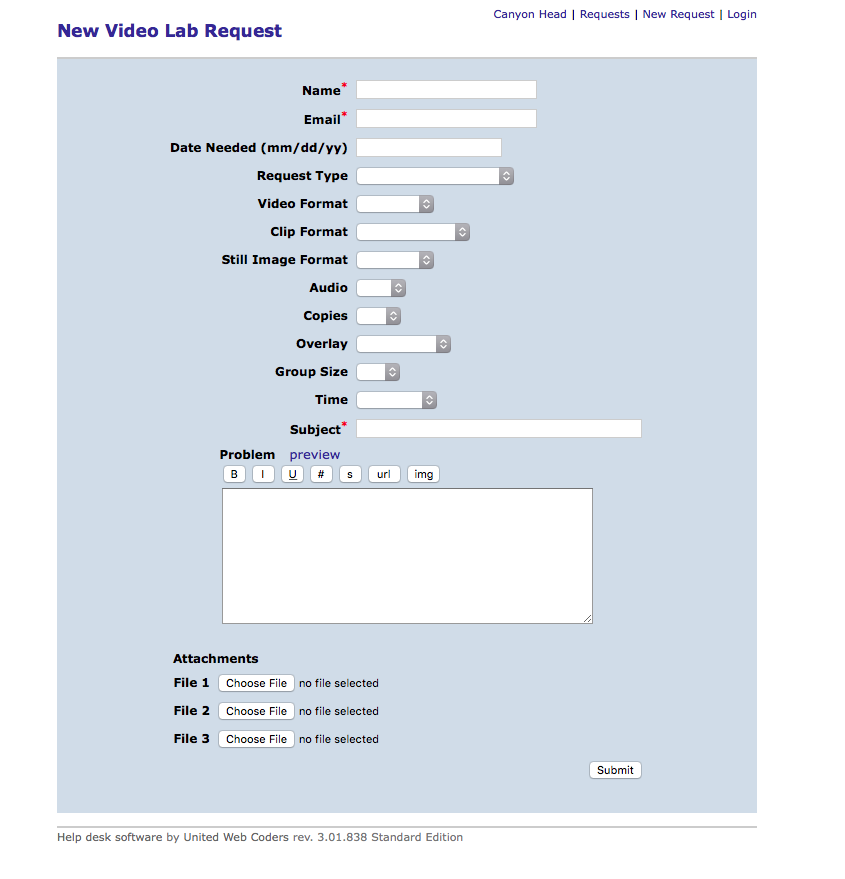 Canyon Head | Requests | New Request | Login
New Video Lab Request
Name*
Email*
Date Needed (mm/dd/yy)
Request Type
Video Format
Clip Format
Still Image Format
Audio
Copies
Overlay
Group Size
Time
Subject*
Problem preview
B I U # s url img
Attachments
File 1 Choose File no file selected
File 2 Choose File no file selected
File 3 Choose File no file selected
Submit
Help desk software by United Web Coders rev. 3.01.838 Standard Edition